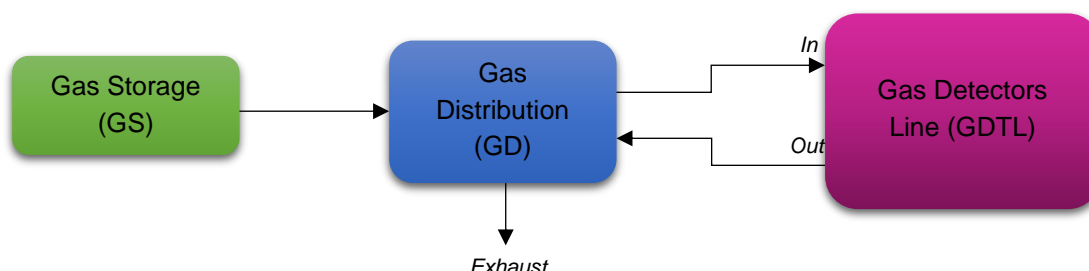 Gas Storage
(GS)
Gas
Distribution
(GD)
In
Out
Gas Detectors
Line (GDTL)
Exhaust